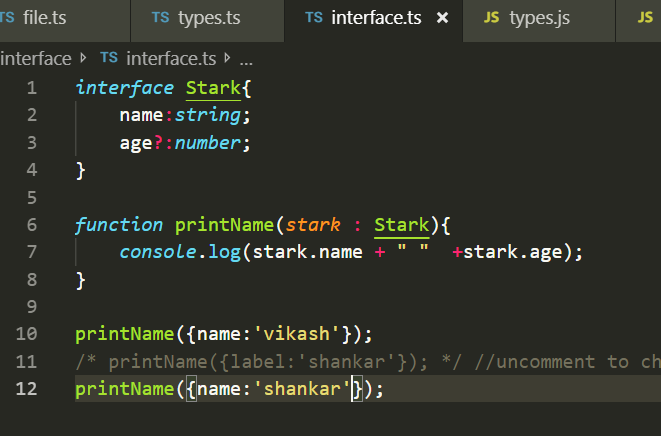 TS file.ts TS types.ts TS interface.ts × JS types.js JS
interface › TS interface.ts › ...
1 interface Stark{
2 name:string;
3 age?:number;
4 }
5
6 function printName(stark : Stark){
7 console.log(stark.name + " " +stark.age);
8 }
9
10 printName({name:'vikash'});
11 /* printName({label:'shankar'}); */ //uncomment to ch
12 printName({name:'shankar'});